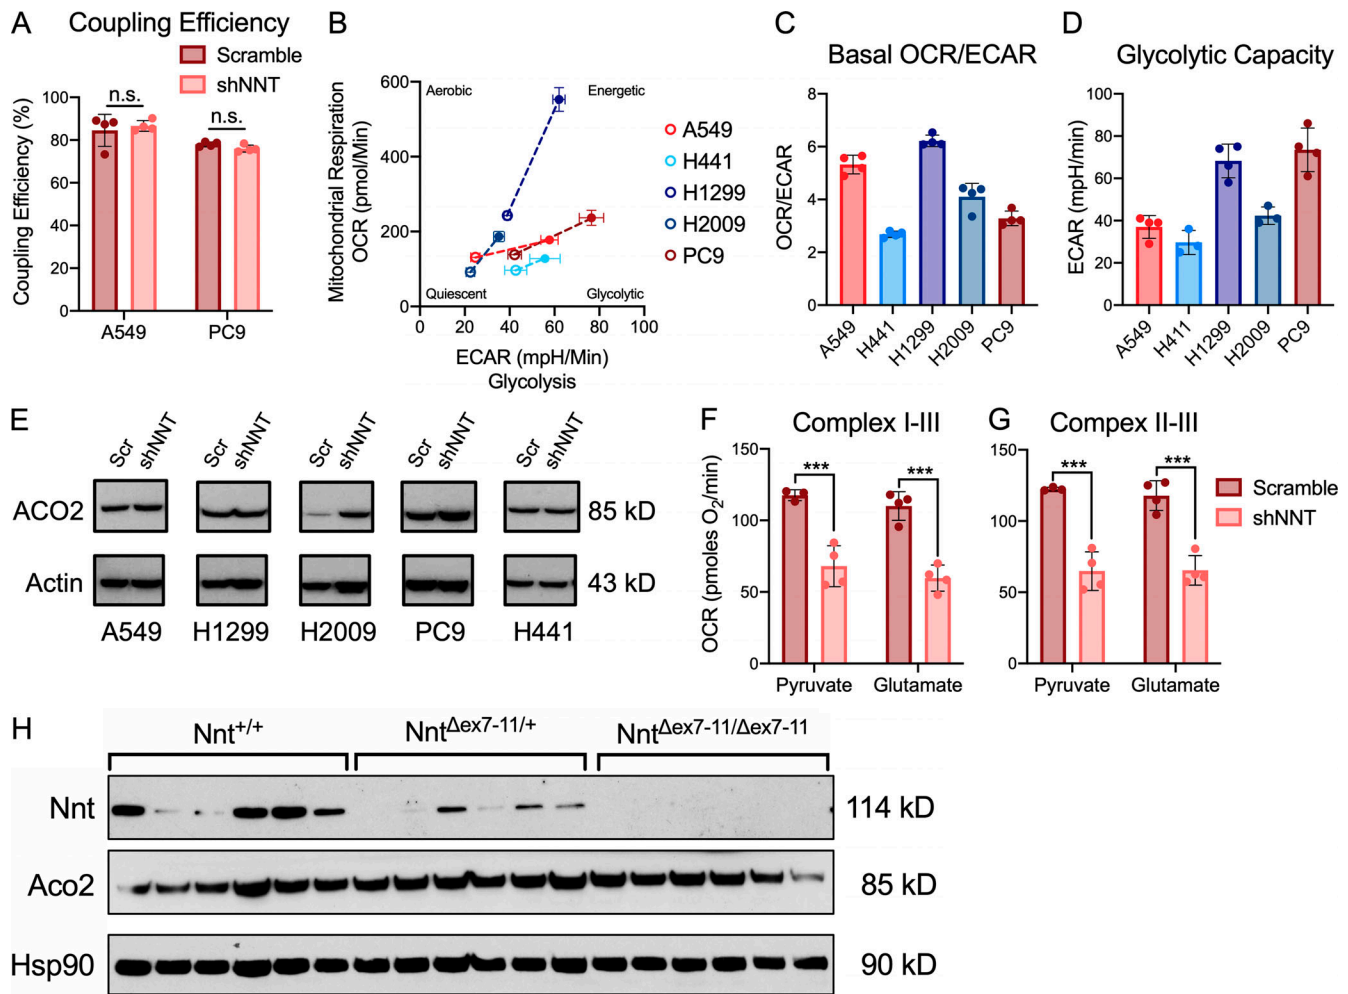 A
Coupling Efficiency
Scramble
shNNT
Coupling Efficiency (%)
100
80
60
40
20
0
n.s.
n.s.
A549
PC9
B
Mitochondrial Respiration
OCR (pmol/Min)
600
400
200
0
Aerobic
Energetic
Quiescent
Glycolytic
0
20
40
60
80
100
ECAR (mpH/Min)
Glycolysis
A549
H441
H1299
H2009
PC9
C
Basal OCR/ECAR
OCR/ECAR
8
6
4
2
0
A549
H441
H1299
H2009
PC9
D
Glycolytic Capacity
ECAR (mpH/min)
100
80
60
40
20
0
A549
H411
H1299
H2009
PC9
E
Scr
shNNT
Scr
shNNT
Scr
shNNT
Scr
shNNT
Scr
shNNT
ACO2
85 kD
Actin
43 kD
A549
H1299
H2009
PC9
H441
F
Complex I-III
OCR (pmoles O₂/min)
150
100
50
0
***
***
Pyruvate
Glutamate
G
Compex II-III
150
100
50
0
***
***
Pyruvate
Glutamate
Scramble
shNNT
H
Nnt+/+
NntΔex7-11/+
NntΔex7-11/Δex7-11
Nnt
114 kD
Aco2
85 kD
Hsp90
90 kD